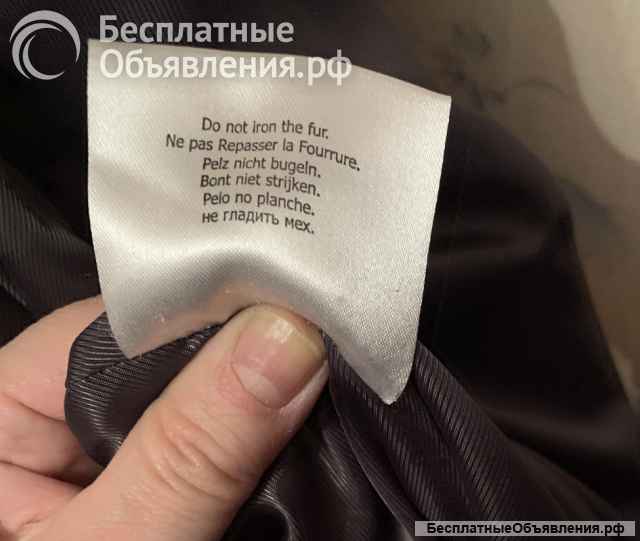 Бесплатные
Объявления.рф
Do not iron the fur.
Ne pas Repasser la Fourrure.
Pelz nicht bugeln.
Bont niet strijken.
Pelo no planche.
не гладить мех.
БесплатныеОбъявления.рф